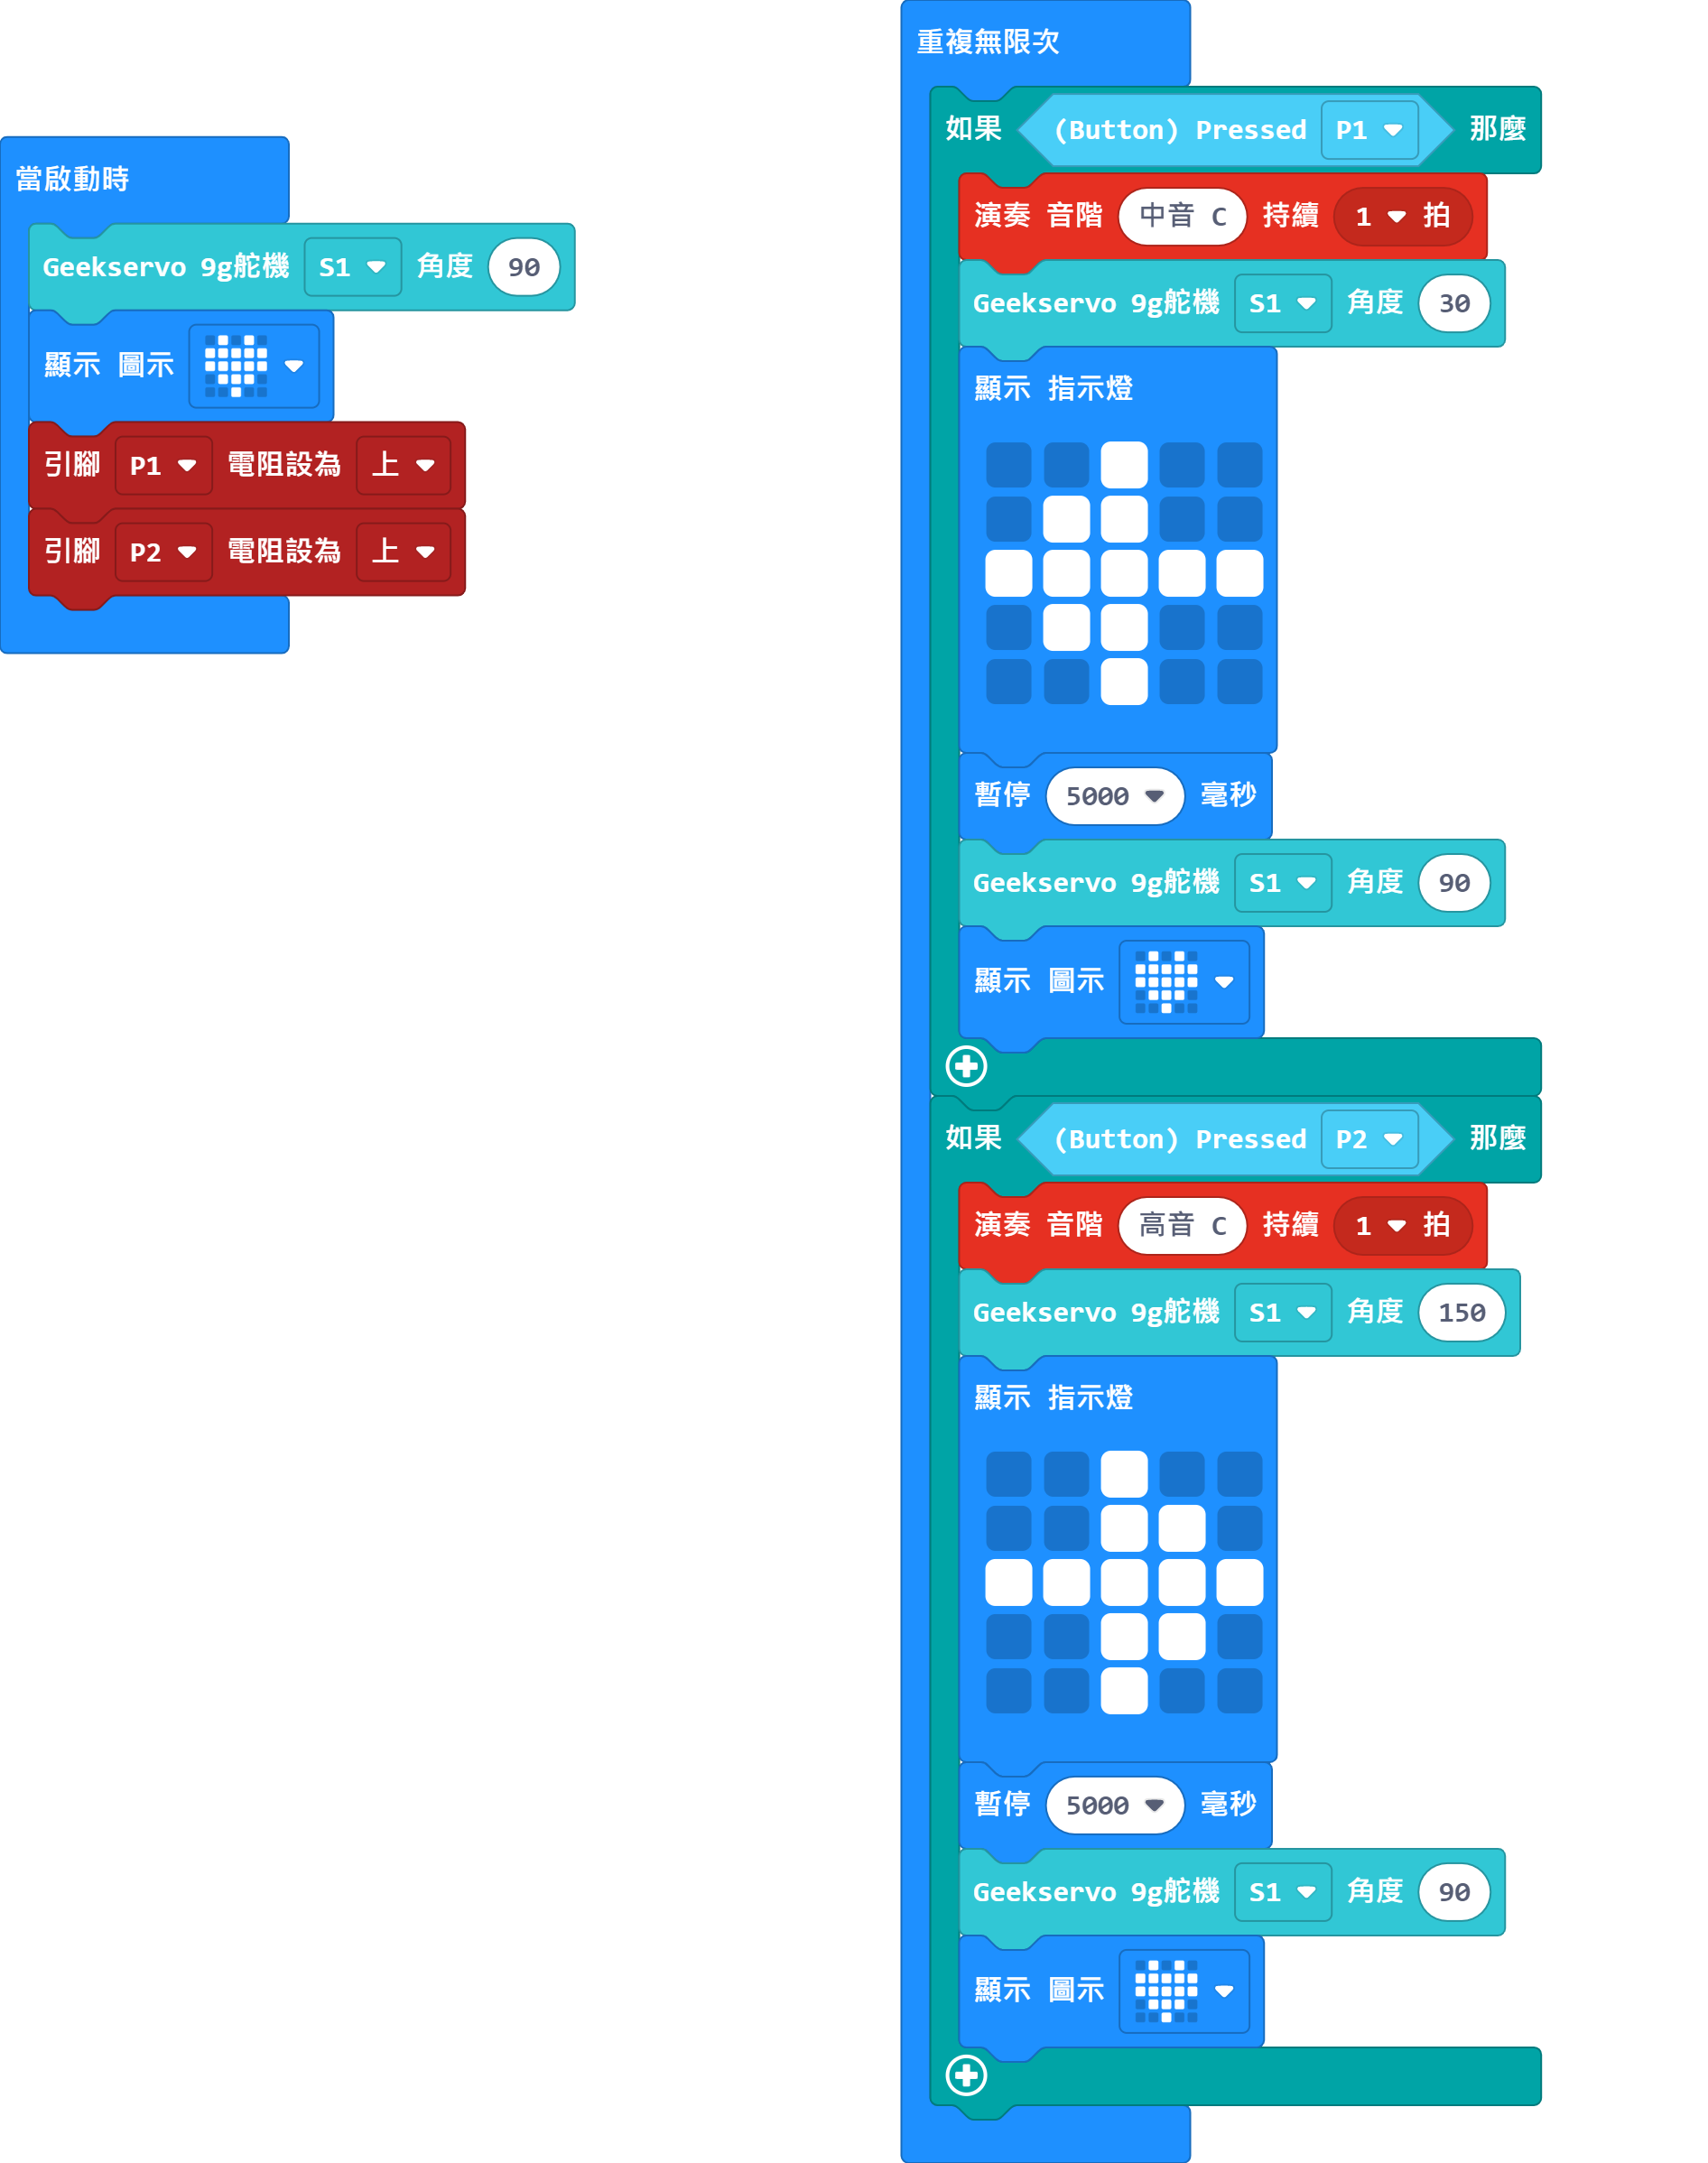 當啟動時
Geekservo 9g舵機 S1 角度 90
顯示 圖示
引腳 P1 電阻設為 上
引腳 P2 電阻設為 上
重複無限次
如果 (Button) Pressed P1 那麼
演奏 音階 中音 C 持續 1 拍
Geekservo 9g舵機 S1 角度 30
顯示 指示燈
暫停 5000 毫秒
Geekservo 9g舵機 S1 角度 90
顯示 圖示
如果 (Button) Pressed P2 那麼
演奏 音階 高音 C 持續 1 拍
Geekservo 9g舵機 S1 角度 150
顯示 指示燈
暫停 5000 毫秒
Geekservo 9g舵機 S1 角度 90
顯示 圖示